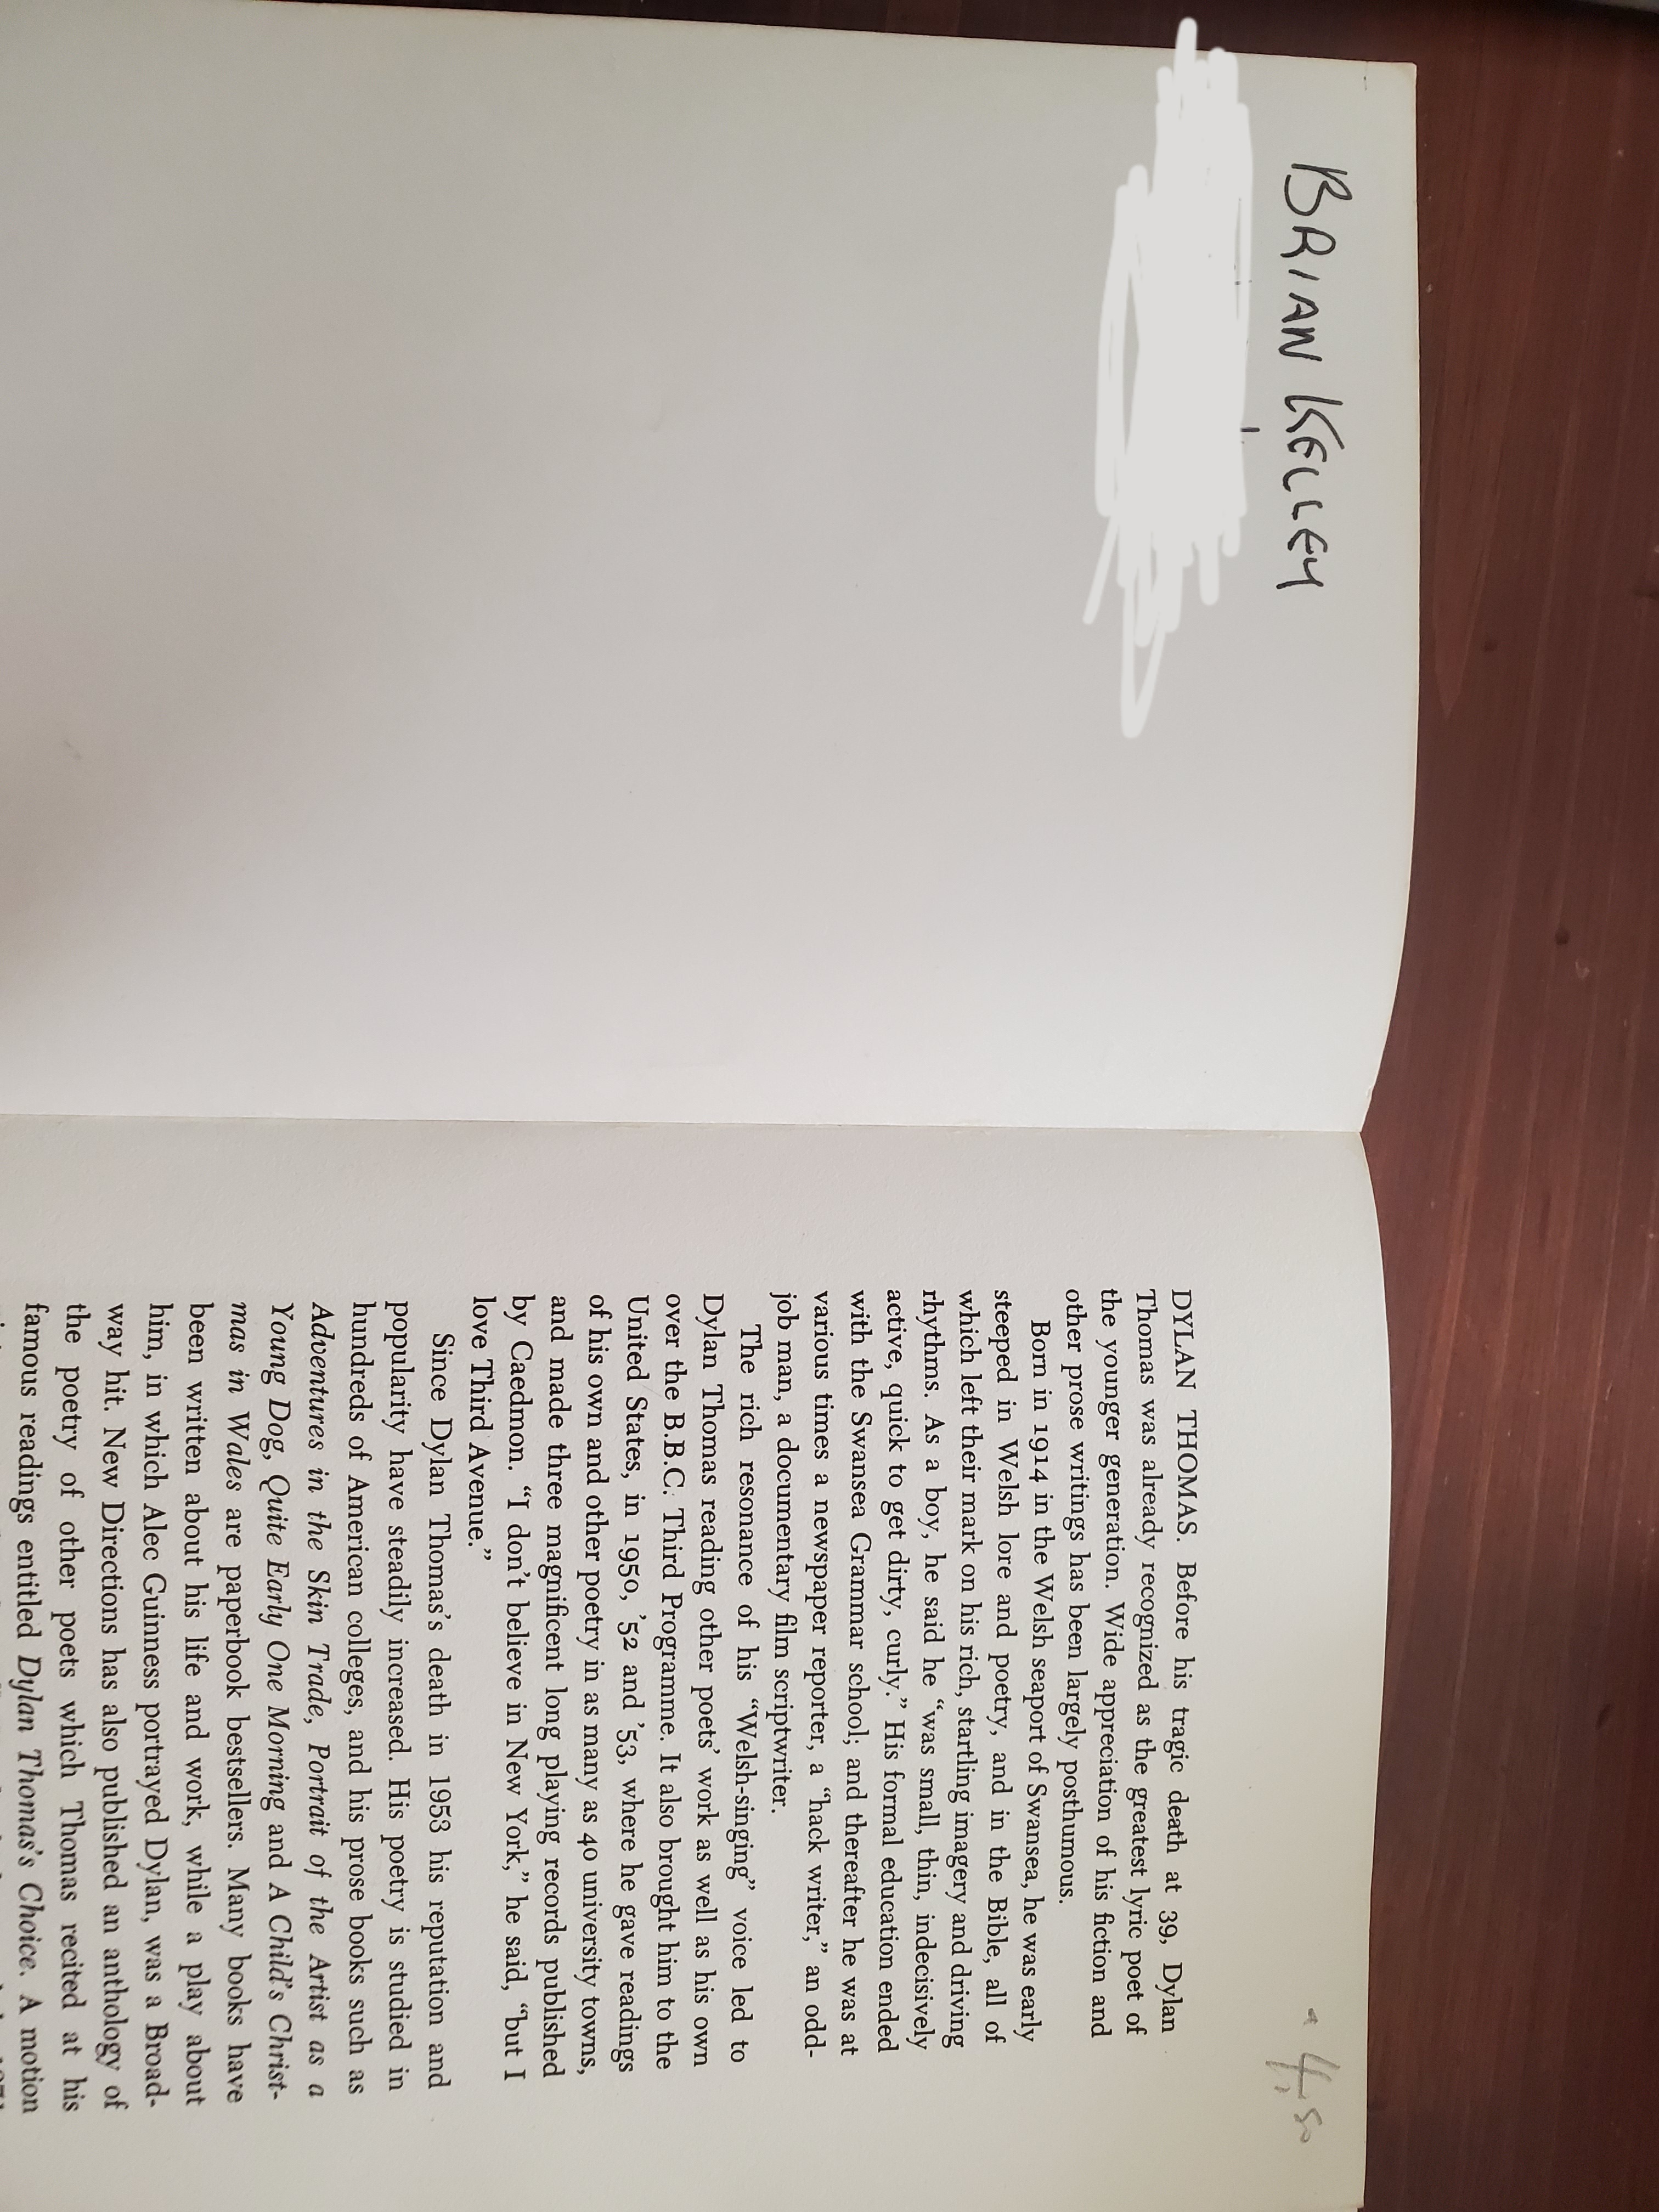 BRIAN KELLEY
4.50
DYLAN THOMAS. Before his tragic death at 39, Dylan
Thomas was already recognized as the greatest lyric poet of
the younger generation. Wide appreciation of his fiction and
other prose writings has been largely posthumous.
Born in 1914 in the Welsh seaport of Swansea, he was early
steeped in Welsh lore and poetry, and in the Bible, all of
which left their mark on his rich, startling imagery and driving
rhythms. As a boy, he said he “was small, thin, indecisively
active, quick to get dirty, curly.” His formal education ended
with the Swansea Grammar school; and thereafter he was at
various times a newspaper reporter, a “hack writer,” an odd-
job man, a documentary film scriptwriter.
The rich resonance of his “Welsh-singing” voice led to
Dylan Thomas reading other poets’ work as well as his own
over the B.B.C. Third Programme. It also brought him to the
United States, in 1950, ’52 and ’53, where he gave readings
of his own and other poetry in as many as 40 university towns,
and made three magnificent long playing records published
by Caedmon. “I don’t believe in New York,” he said, “but I
love Third Avenue.”
Since Dylan Thomas’s death in 1953 his reputation and
popularity have steadily increased. His poetry is studied in
hundreds of American colleges, and his prose books such as
Adventures in the Skin Trade, Portrait of the Artist as a
Young Dog, Quite Early One Morning and A Child’s Christ-
mas in Wales are paperbook bestsellers. Many books have
been written about his life and work, while a play about
him, in which Alec Guinness portrayed Dylan, was a Broad-
way hit. New Directions has also published an anthology of
the poetry of other poets which Thomas recited at his
famous readings entitled Dylan Thomas’s Choice. A motion